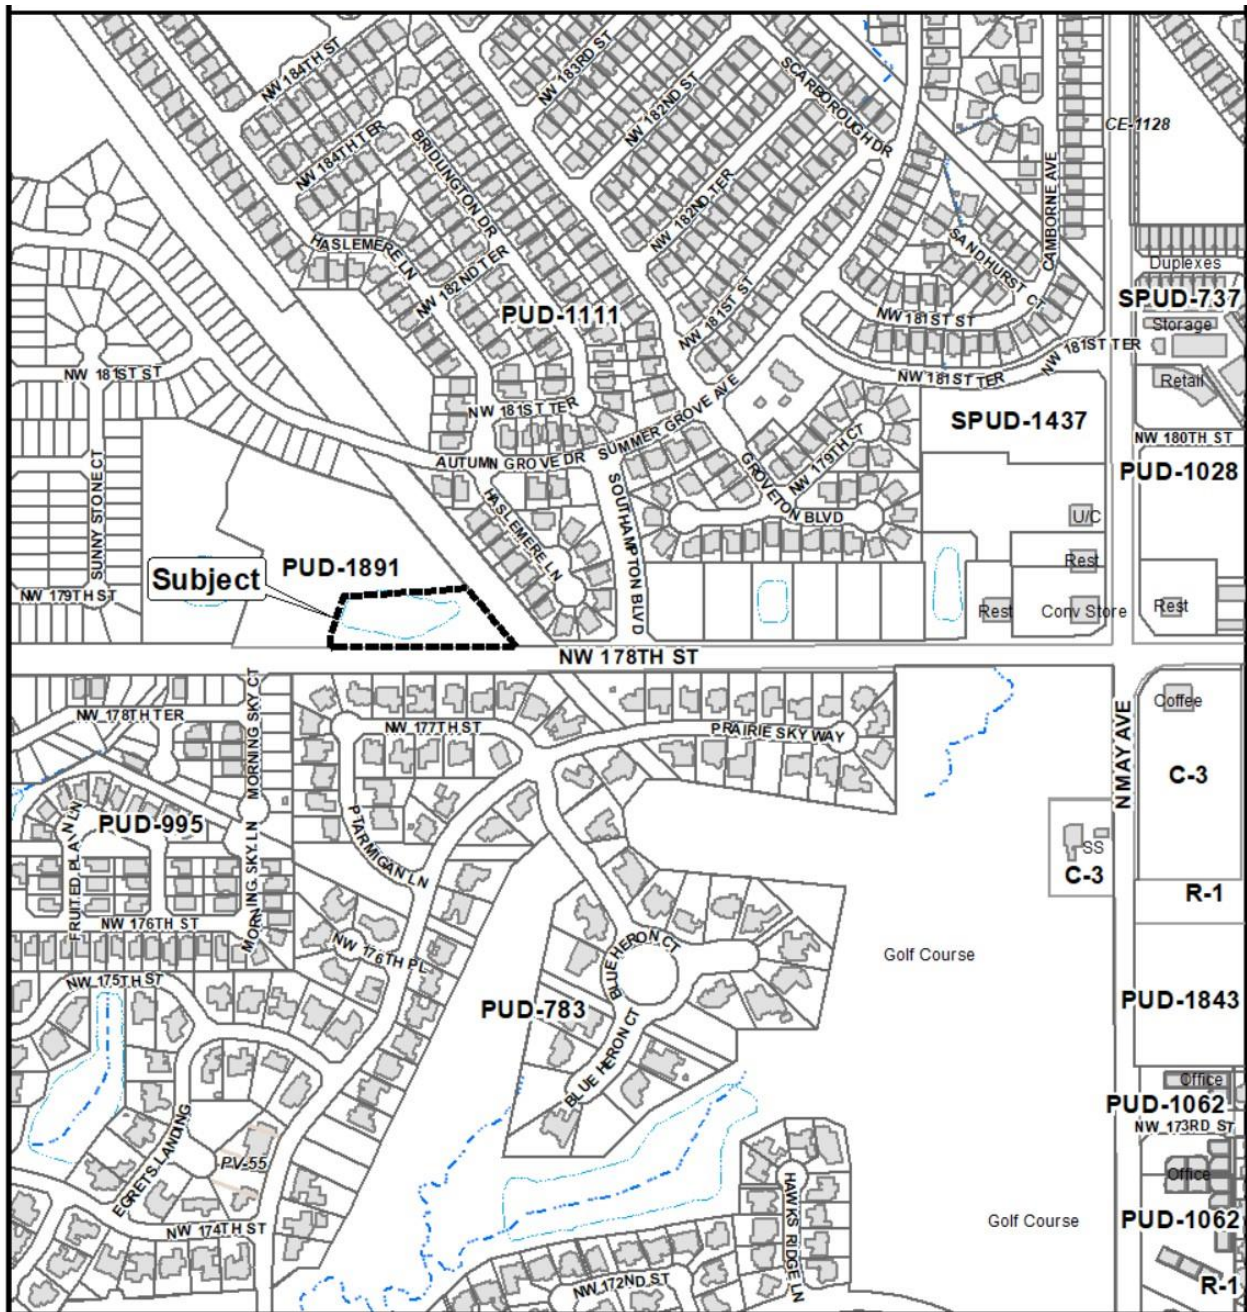 NW 184TH ST
NW 183RD ST
NW 182ND ST
SCARBOROUGH DR
CE-1128
NW 184TH TER
BRIDLINGTON DR
NW 182ND TER
CAMBORNE AVE
HASLEMERE LN
NW 182ND TER
SANDHURST CT
Duplexes
PUD-1111
NW 181ST ST
NW 181ST ST
SPUD-737
Storage
NW 181ST TER
NW 181ST ST
NW 181ST TER
Retail
NW 181ST TER
SUMMER GROVE AVE
SPUD-1437
NW 180TH ST
AUTUMN GROVE DR
NW 179TH CT
PUD-1028
SUNNY STONE CT
HASLEMERE LN
SOUTHAMPTON BLVD
GROVETON BLVD
U/C
PUD-1891
Subject
Rest
NW 179TH ST
Rest
Conv Store
Rest
NW 178TH ST
MORNING SKY CT
Coffee
NW 178TH TER
NW 177TH ST
PRAIRIE SKY WAY
N MAY AVE
C-3
FRUITED PLAIN LN
PUD-995
MORNING SKY LN
PTARMIGAN LN
SS
C-3
R-1
NW 176TH ST
NW 176TH PL
BLUE HERON CT
Golf Course
NW 175TH ST
PUD-783
PUD-1843
BLUE HERON CT
Office
PUD-1062
NW 173RD ST
EGRETS LANDING
PV-55
HAWKS RIDGE LN
Office
Golf Course
PUD-1062
NW 174TH ST
NW 172ND ST
R-1